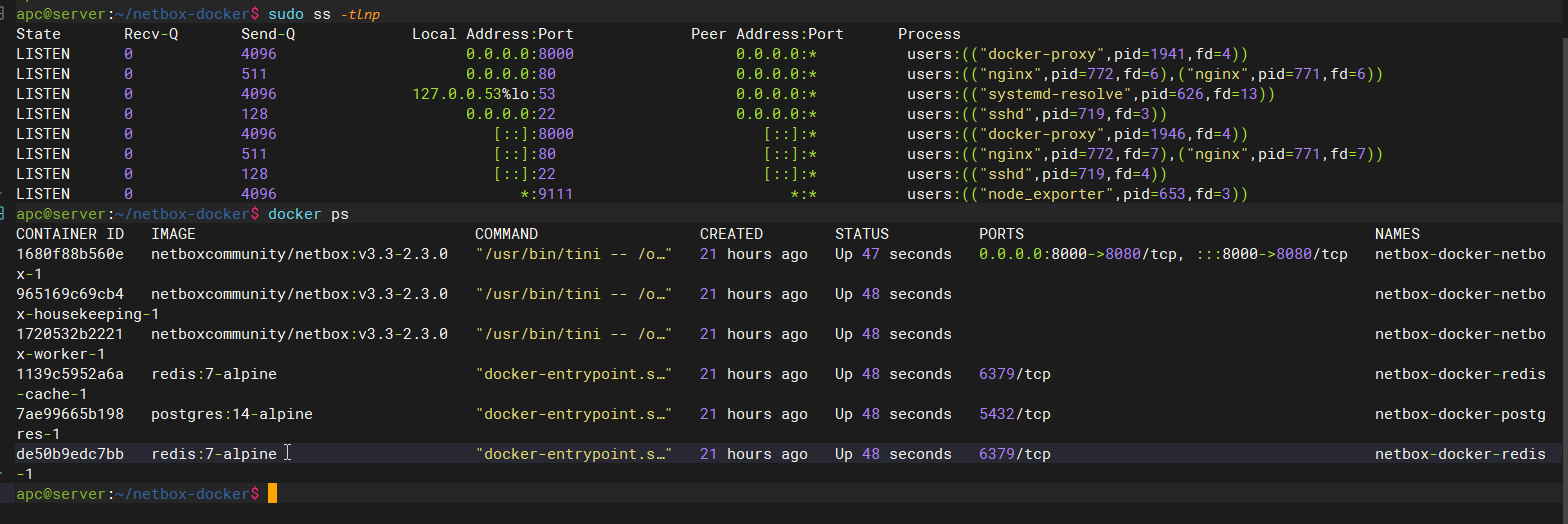 apc@server:~/netbox-docker$ sudo ss -tlnp
State Recv-Q Send-Q Local Address:Port Peer Address:Port Process
LISTEN 0 4096 0.0.0.0:8000 0.0.0.0:* users:(("docker-proxy",pid=1941,fd=4))
LISTEN 0 511 0.0.0.0:80 0.0.0.0:* users:(("nginx",pid=772,fd=6),("nginx",pid=771,fd=6))
LISTEN 0 4096 127.0.0.53%lo:53 0.0.0.0:* users:(("systemd-resolve",pid=626,fd=13))
LISTEN 0 128 0.0.0.0:22 0.0.0.0:* users:(("sshd",pid=719,fd=3))
LISTEN 0 4096 [::]:8000 [::]:* users:(("docker-proxy",pid=1946,fd=4))
LISTEN 0 511 [::]:80 [::]:* users:(("nginx",pid=772,fd=7),("nginx",pid=771,fd=7))
LISTEN 0 128 [::]:22 [::]:* users:(("sshd",pid=719,fd=4))
LISTEN 0 4096 *:9111 *:* users:(("node_exporter",pid=653,fd=3))
apc@server:~/netbox-docker$ docker ps
CONTAINER ID IMAGE COMMAND CREATED STATUS PORTS NAMES
1680f88b560e netboxcommunity/netbox:v3.3-2.3.0 "/usr/bin/tini -- /o…" 21 hours ago Up 47 seconds 0.0.0.0:8000->8080/tcp, :::8000->8080/tcp netbox-docker-netbo
x-1
965169c69cb4 netboxcommunity/netbox:v3.3-2.3.0 "/usr/bin/tini -- /o…" 21 hours ago Up 48 seconds netbox-docker-netbo
x-housekeeping-1
1720532b2221 netboxcommunity/netbox:v3.3-2.3.0 "/usr/bin/tini -- /o…" 21 hours ago Up 48 seconds netbox-docker-netbo
x-worker-1
1139c5952a6a redis:7-alpine "docker-entrypoint.s…" 21 hours ago Up 48 seconds 6379/tcp netbox-docker-redis
-cache-1
7ae99665b198 postgres:14-alpine "docker-entrypoint.s…" 21 hours ago Up 48 seconds 5432/tcp netbox-docker-postg
res-1
de50b9edc7bb redis:7-alpine "docker-entrypoint.s…" 21 hours ago Up 48 seconds 6379/tcp netbox-docker-redis
-1
apc@server:~/netbox-docker$